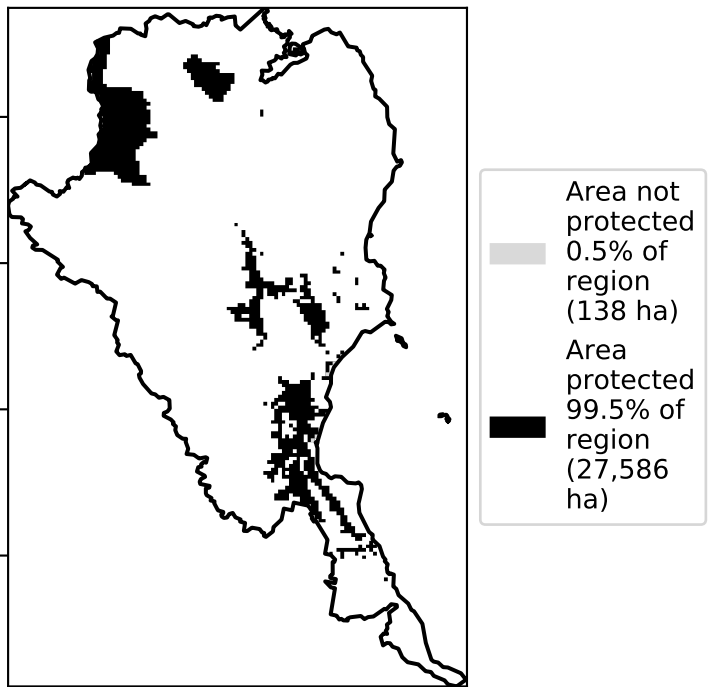 Area not
protected
0.5% of
region
(138 ha)
Area
protected
99.5% of
region
(27,586
ha)